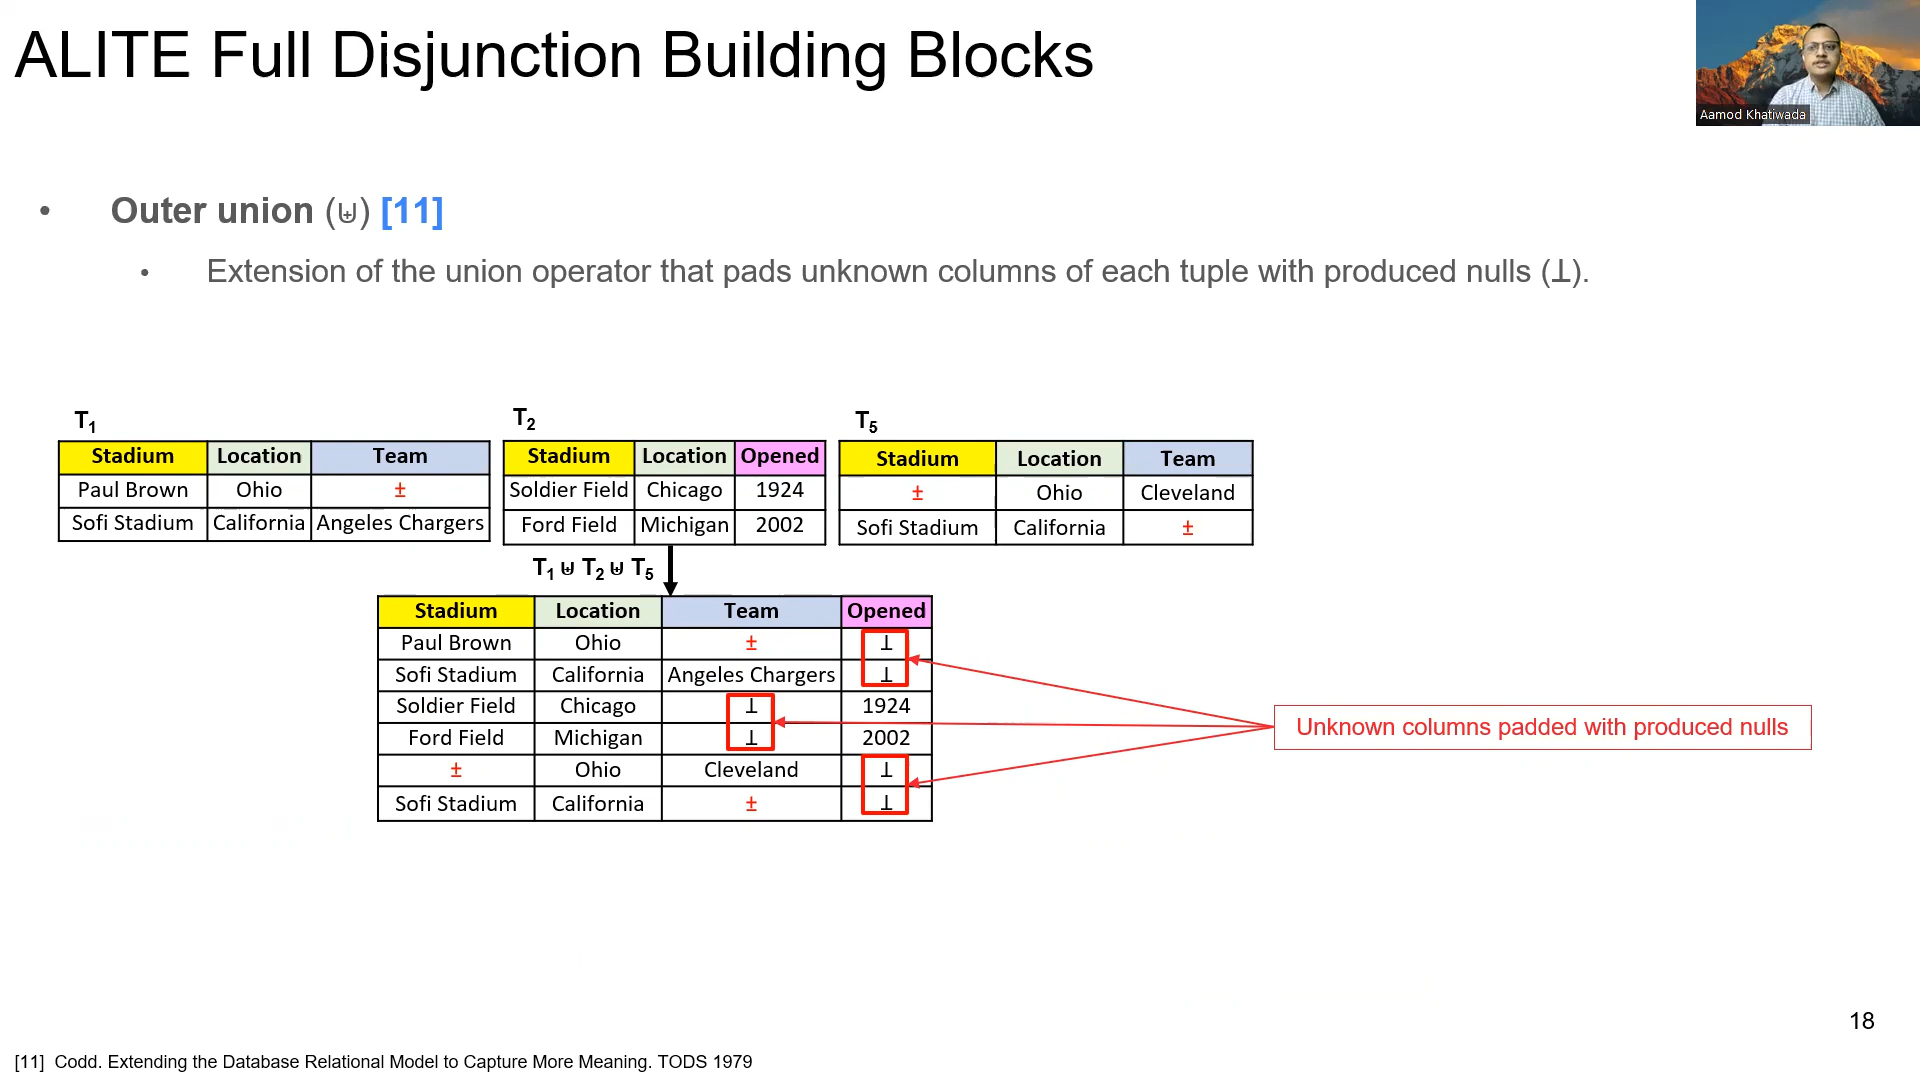 ALITE Full Disjunction Building Blocks
Aamod Khatiwada
• Outer union (⊎) [11]
• Extension of the union operator that pads unknown columns of each tuple with produced nulls (⊥).
T1
Stadium Location Team
Paul Brown Ohio ±
Sofi Stadium California Angeles Chargers
T2
Stadium Location Opened
Soldier Field Chicago 1924
Ford Field Michigan 2002
T5
Stadium Location Team
± Ohio Cleveland
Sofi Stadium California ±
T1 ⊎ T2 ⊎ T5
Stadium Location Team Opened
Paul Brown Ohio ± ⊥
Sofi Stadium California Angeles Chargers ⊥
Soldier Field Chicago ⊥ 1924
Ford Field Michigan ⊥ 2002
± Ohio Cleveland ⊥
Sofi Stadium California ± ⊥
Unknown columns padded with produced nulls
18
[11] Codd. Extending the Database Relational Model to Capture More Meaning. TODS 1979